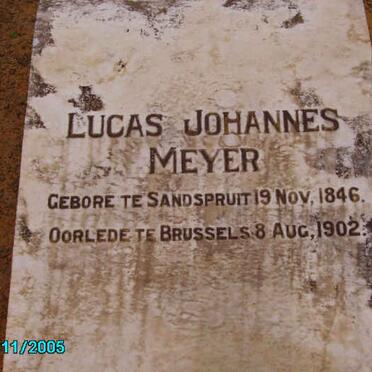 LUCAS JOHANNES
MEYER
GEBORE TE SANDSPRUIT 19 NOV, 1846.
OORLEDE TE BRUSSELS 8 AUG, 1902.
11/2005